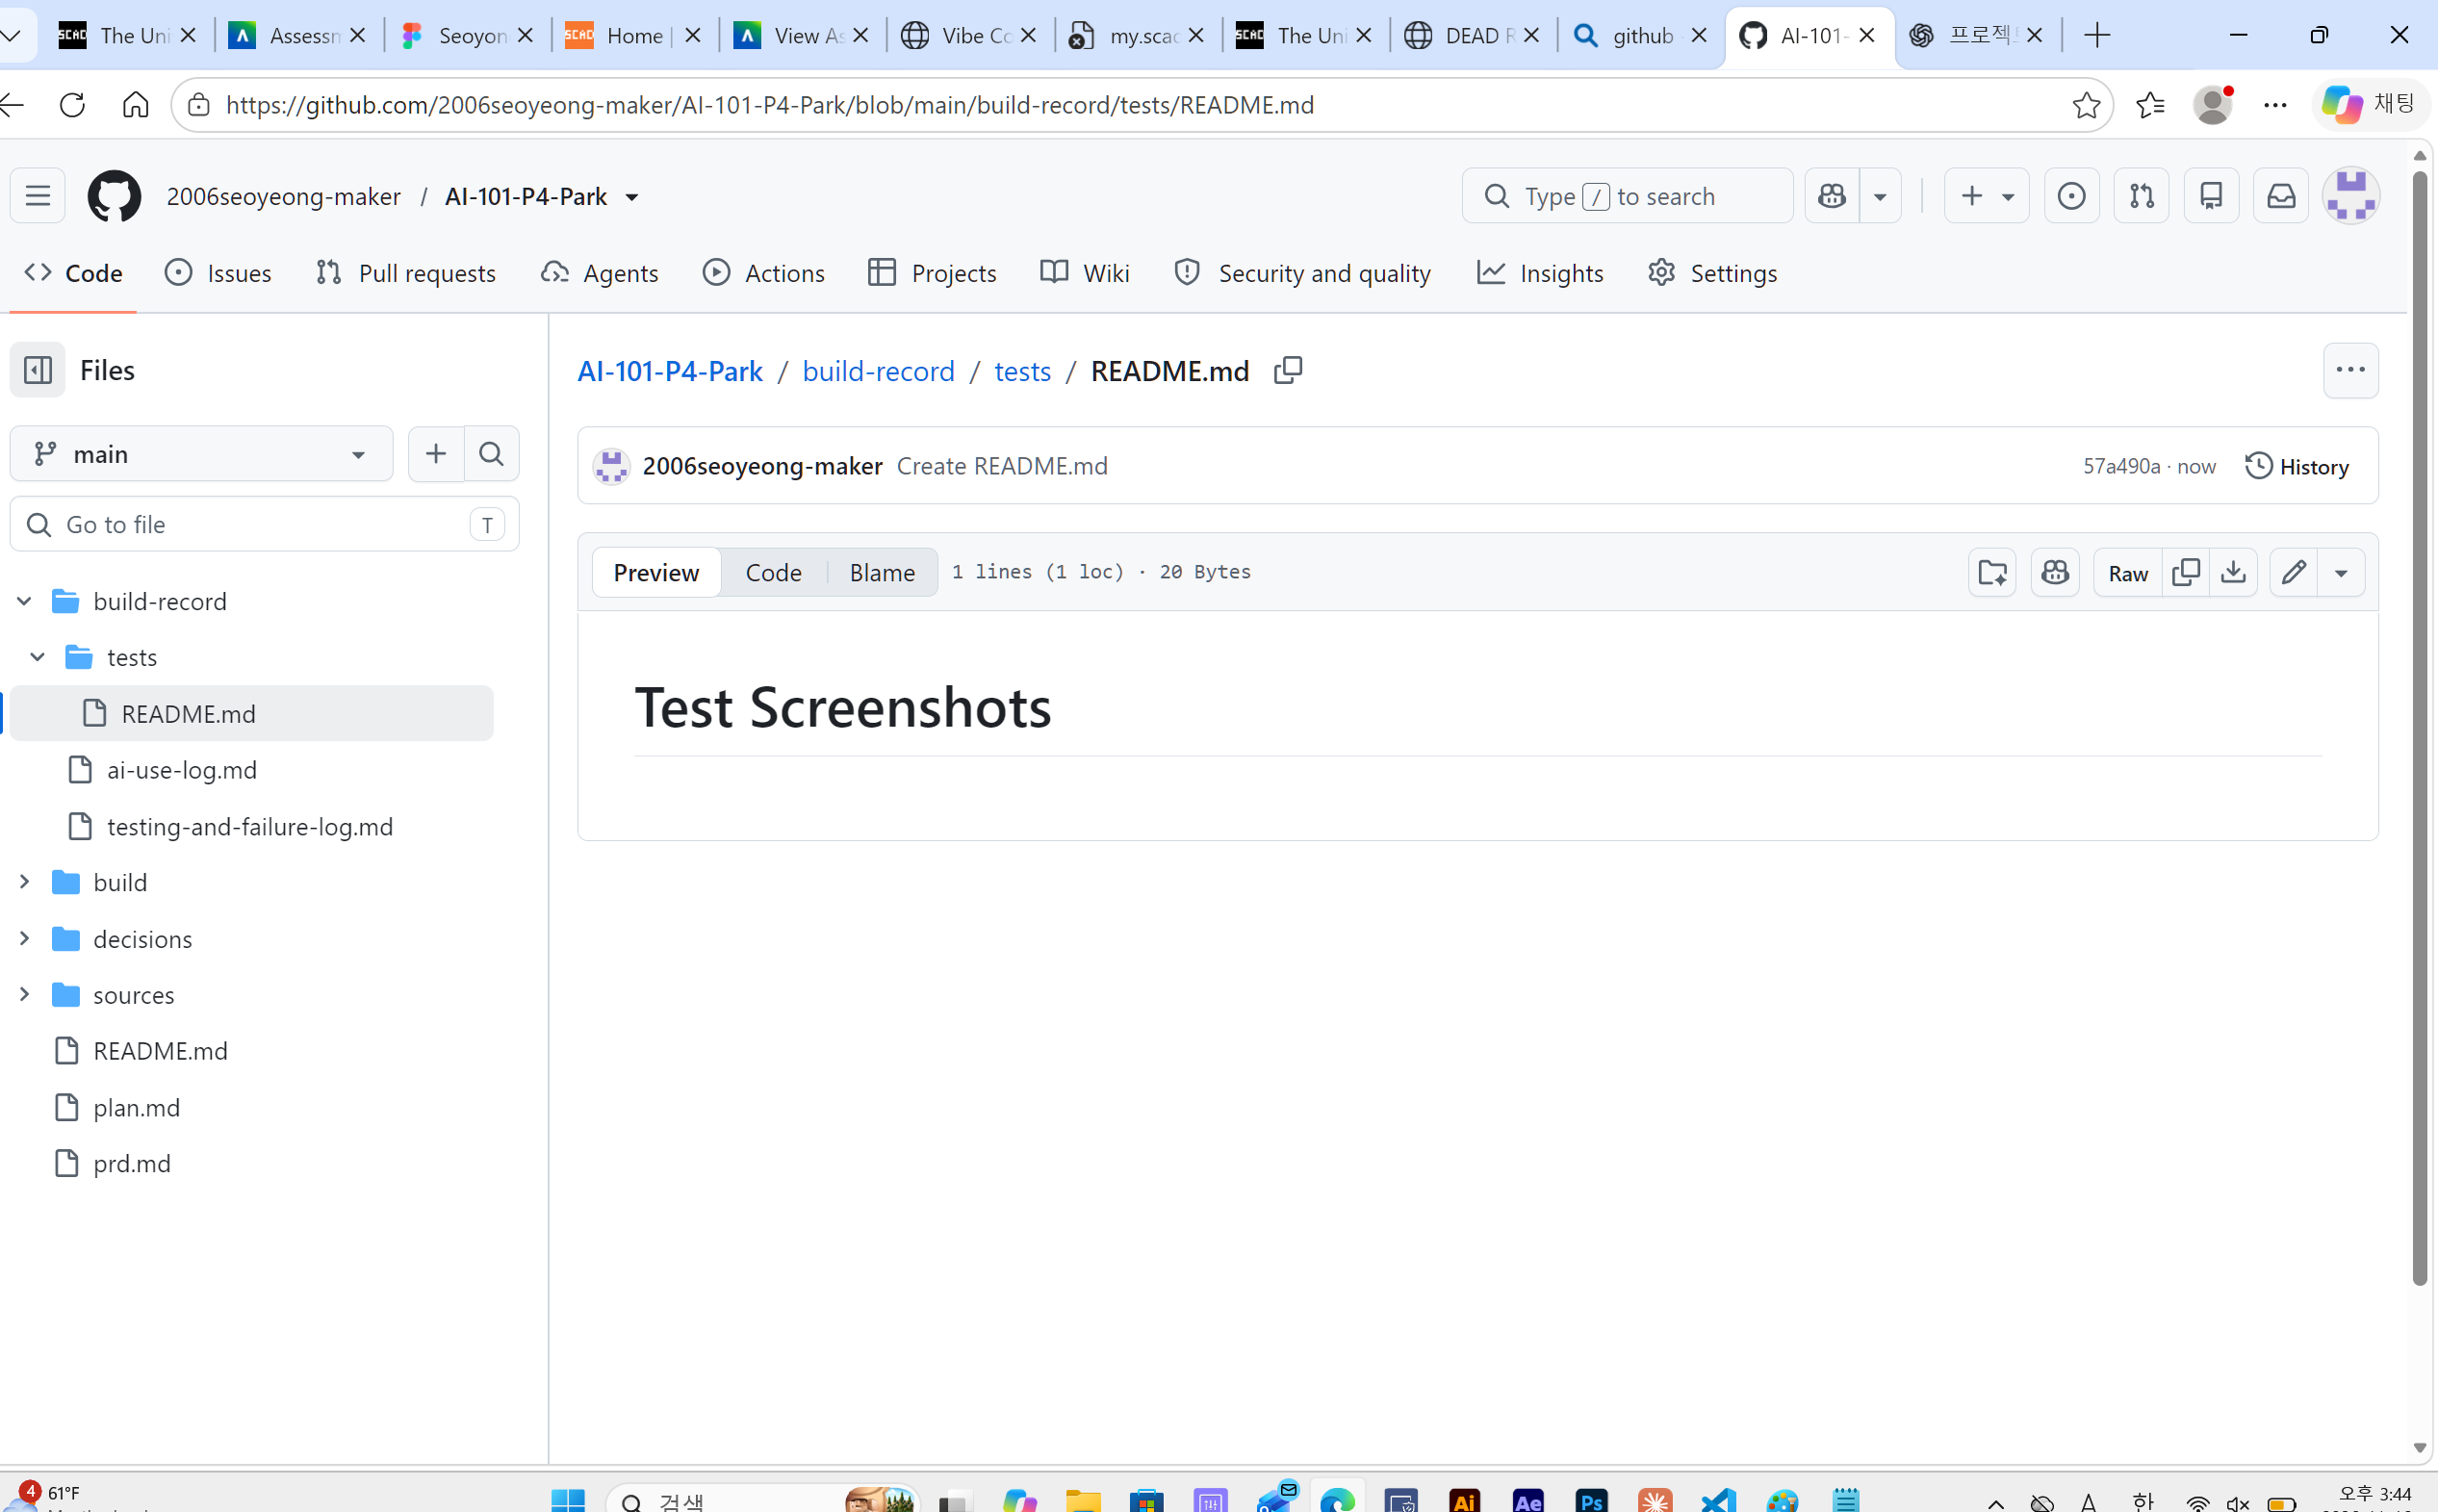 The Uni
Assessm
Seoyon
Home |
View As
Vibe Co
my.scad
The Uni
DEAD R
github
AI-101-
프로젝트
https://github.com/2006seoyeong-maker/AI-101-P4-Park/blob/main/build-record/tests/README.md
채팅
2006seoyeong-maker / AI-101-P4-Park
Type / to search
Code
Issues
Pull requests
Agents
Actions
Projects
Wiki
Security and quality
Insights
Settings
Files
main
Go to file
T
build-record
tests
README.md
ai-use-log.md
testing-and-failure-log.md
build
decisions
sources
README.md
plan.md
prd.md
AI-101-P4-Park / build-record / tests / README.md
2006seoyeong-maker Create README.md
57a490a · now
History
Preview
Code
Blame
1 lines (1 loc) · 20 Bytes
Raw
Test Screenshots
4
61°F
검색
Ai
Ae
Ps
A
한
오후 3:44